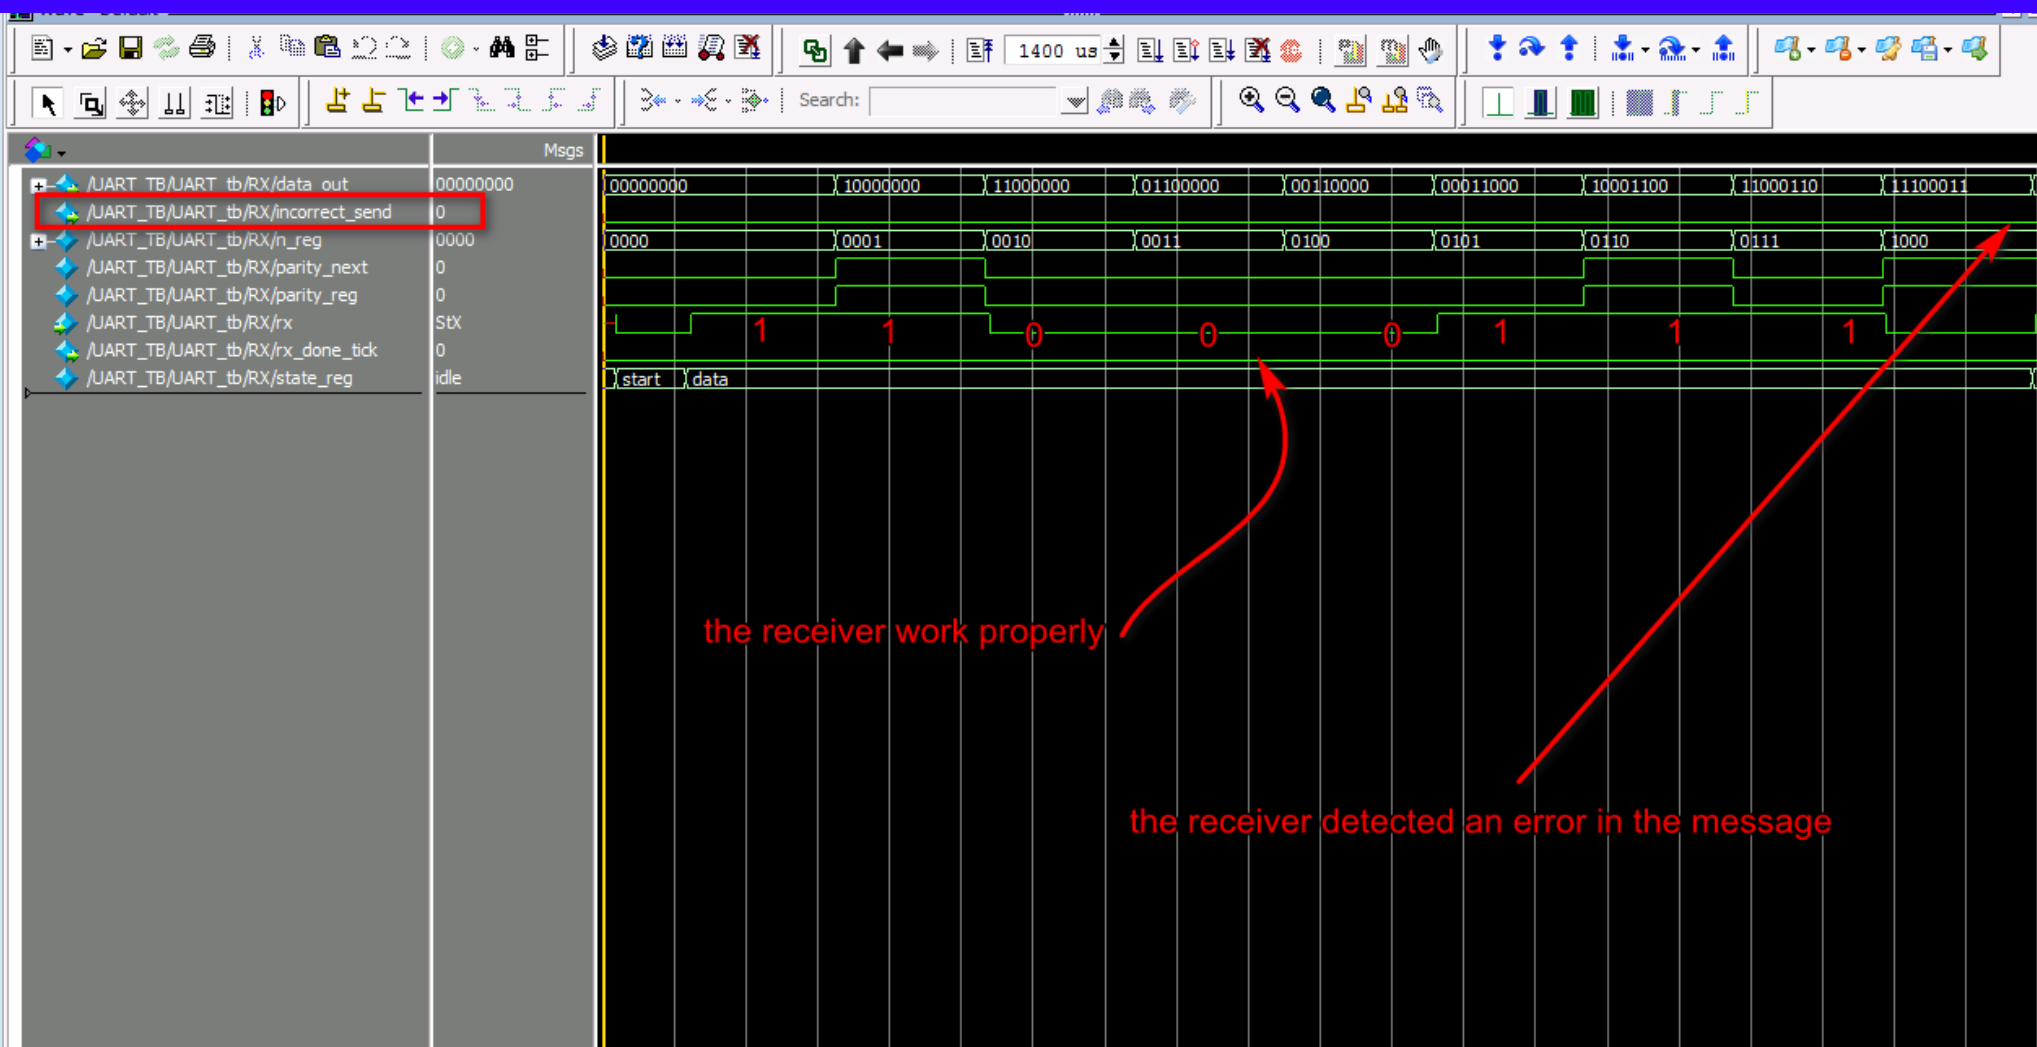 1400 us
Search:
Msgs
/UART_TB/UART_tb/RX/data_out 00000000 00000000 10000000 11000000 01100000 00110000 00011000 10001100 11000110 11100011
/UART_TB/UART_tb/RX/incorrect_send 0
/UART_TB/UART_tb/RX/n_reg 0000 0000 0001 0010 0011 0100 0101 0110 0111 1000
/UART_TB/UART_tb/RX/parity_next 0
/UART_TB/UART_tb/RX/parity_reg 0
/UART_TB/UART_tb/RX/rx StX 1 1 0 0 0 1 1 1
/UART_TB/UART_tb/RX/rx_done_tick 0
/UART_TB/UART_tb/RX/state_reg idle start data
the receiver work properly
the receiver detected an error in the message